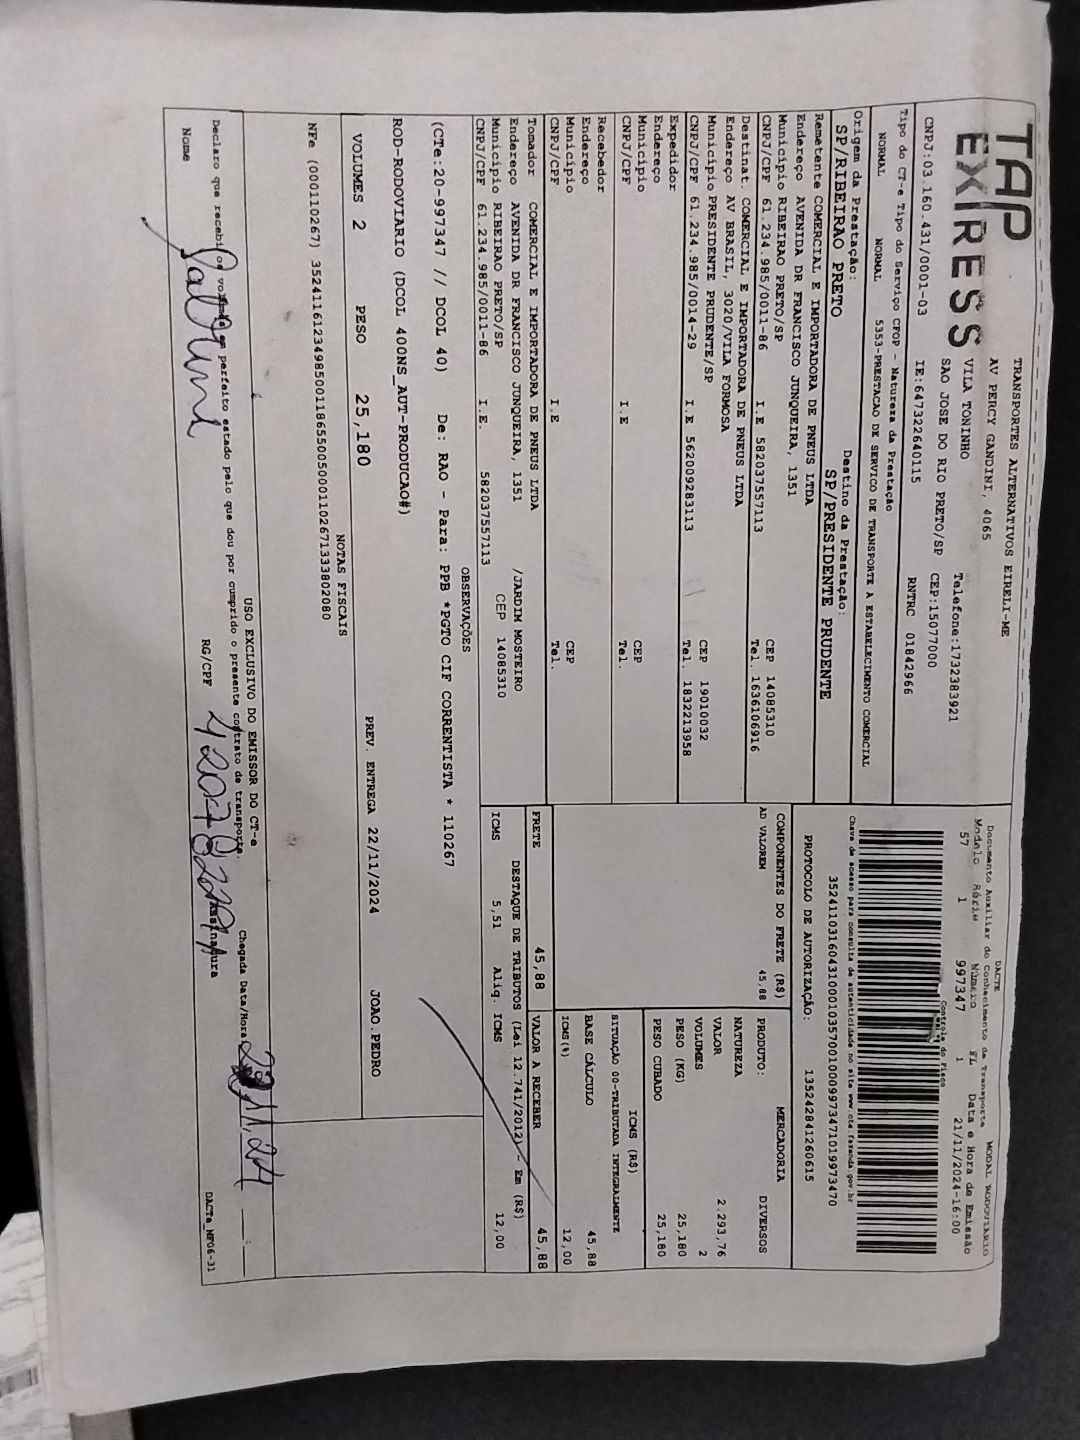 TAP
EXPRESS
TRANSPORTES ALTERNATIVOS EIRELI-ME
AV PERCY GANDINI, 4065
VILA TONINHO
SAO JOSE DO RIO PRETO/SP CEP:15077000
Telefone:1732383921
CNPJ:03.160.431/0001-03 IE:647322640115 RNTRC 01842966
Tipo do CT-e Tipo do Serviço CFOP - Natureza da Prestação
NORMAL NORMAL 5353-PRESTACAO DE SERVICO DE TRANSPORTE A ESTABELECIMENTO COMERCIAL
Origem da Prestação: Destino da Prestação:
SP/RIBEIRAO PRETO SP/PRESIDENTE PRUDENTE
Remetente COMERCIAL E IMPORTADORA DE PNEUS LTDA
Endereço AVENIDA DR FRANCISCO JUNQUEIRA, 1351
Município RIBEIRAO PRETO/SP CEP 14085310
CNPJ/CPF 61.234.985/0011-86 I.E 582037557113 Tel. 1636106916
Destinat. COMERCIAL E IMPORTADORA DE PNEUS LTDA
Endereço AV BRASIL, 3020/VILA FORMOSA
Município PRESIDENTE PRUDENTE/SP CEP 19010032
CNPJ/CPF 61.234.985/0014-29 I.E 562009283113 Tel. 1832213958
Expedidor
Endereço
Município CEP
CNPJ/CPF I.E Tel.
Recebedor
Endereço
Município CEP
CNPJ/CPF I.E Tel.
Tomador COMERCIAL E IMPORTADORA DE PNEUS LTDA
Endereço AVENIDA DR FRANCISCO JUNQUEIRA, 1351 /JARDIM MOSTEIRO
Município RIBEIRAO PRETO/SP CEP 14085310
CNPJ/CPF 61.234.985/0011-86 I.E. 582037557113
DACTE MODAL RODOVIÁRIO
Documento Auxiliar do Conhecimento de Transporte
Modelo Série Número FL Data e Hora de Emissão
57 1 997347 1 21/11/2024-16:00
Controle do Fisco
Chave de acesso para consulta de autenticidade no site www.cte.fazenda.gov.br
35241103160431000103570010009973471019973470
PROTOCOLO DE AUTORIZAÇÃO: 135242841260615
COMPONENTES DO FRETE (R$)
AD VALOREM 45,88
PRODUTO: MERCADORIA
NATUREZA DIVERSOS
VALOR 2.293,76
VOLUMES 2
PESO (KG) 25,180
PESO CUBADO 25,180
ICMS (R$)
SITUAÇÃO 00-TRIBUTADA INTEGRALMENTE
BASE CÁLCULO 45,88
ICMS(%) 12,00
FRETE 45,88 VALOR A RECEBER 45,88
DESTAQUE DE TRIBUTOS (Lei 12.741/2012) - Em (R$)
ICMS 5,51 Aliq. ICMS 12,00
OBSERVAÇÕES
(CTe:20-997347 // DCOL 40) De: RAO - Para: PPB *PGTO CIF CORRENTISTA * 110267
ROD-RODOVIARIO (DCOL 400NS_AUT-PRODUCAO#)
VOLUMES 2 PESO 25,180 PREV. ENTREGA 22/11/2024 JOAO.PEDRO
NOTAS FISCAIS
NFe (000110267) 35241161234985001186550050001102671333802080
USO EXCLUSIVO DO EMISSOR DO CT-e
Declaro que recebi os volumes em perfeito estado pelo que dou por cumprido o presente contrato de transporte. Chegada Data/Hora
Nome RG/CPF Assinatura
DACTe_MP06-31